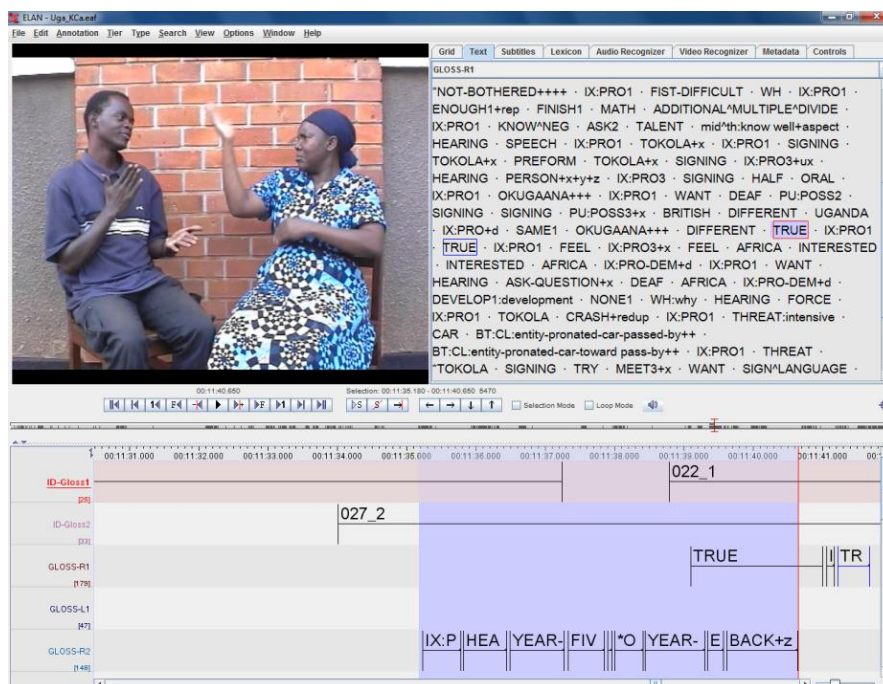 ELAN - Uga_KCa.eaf
File Edit Annotation Tier Type Search View Options Window Help
Grid Text Subtitles Lexicon Audio Recognizer Video Recognizer Metadata Controls
GLOSS-R1
"NOT-BOTHERED++++ · IX:PRO1 · FIST-DIFFICULT · WH · IX:PRO1 ·
ENOUGH1+rep · FINISH1 · MATH · ADDITIONAL^MULTIPLE^DIVIDE ·
IX:PRO1 · KNOW^NEG · ASK2 · TALENT · mid^th:know well+aspect ·
HEARING · SPEECH · IX:PRO1 · TOKOLA+x · IX:PRO1 · SIGNING ·
TOKOLA+x · PREFORM · TOKOLA+x · SIGNING · IX:PRO3+ux ·
HEARING · PERSON+x+y+z · IX:PRO3 · SIGNING · HALF · ORAL ·
IX:PRO1 · OKUGAANA+++ · IX:PRO1 · WANT · DEAF · PU:POSS2 ·
SIGNING · SIGNING · PU:POSS3+x · BRITISH · DIFFERENT · UGANDA
· IX:PRO+d · SAME1 · OKUGAANA+++ · DIFFERENT · TRUE · IX:PRO1
· TRUE · IX:PRO1 · FEEL · IX:PRO3+x · FEEL · AFRICA · INTERESTED
· INTERESTED · AFRICA · IX:PRO-DEM+d · IX:PRO1 · WANT ·
HEARING · ASK-QUESTION+x · DEAF · AFRICA · IX:PRO-DEM+d ·
DEVELOP1:development · NONE1 · WH:why · HEARING · FORCE ·
IX:PRO1 · TOKOLA · CRASH+redup · IX:PRO1 · THREAT:intensive ·
CAR · BT:CL:entity-pronated-car-passed-by++ ·
BT:CL:entity-pronated-car-toward pass-by++ · IX:PRO1 · THREAT ·
"TOKOLA · SIGNING · TRY · MEET3+x · WANT · SIGN^LANGUAGE ·
00:11:40.650 Selection: 00:11:35.180 - 00:11:40.650 5470
Selection Mode Loop Mode
00:11:31.000 00:11:32.000 00:11:33.000 00:11:34.000 00:11:35.000 00:11:36.000 00:11:37.000 00:11:38.000 00:11:39.000 00:11:40.000 00:11:41.000
ID-Gloss1 022_1
ID-Gloss2 027_2
[33]
GLOSS-R1 TRUE I TR
[179]
GLOSS-L1
[47]
GLOSS-R2 IX:P HEA YEAR- FIV *O YEAR- E BACK+z
[148]